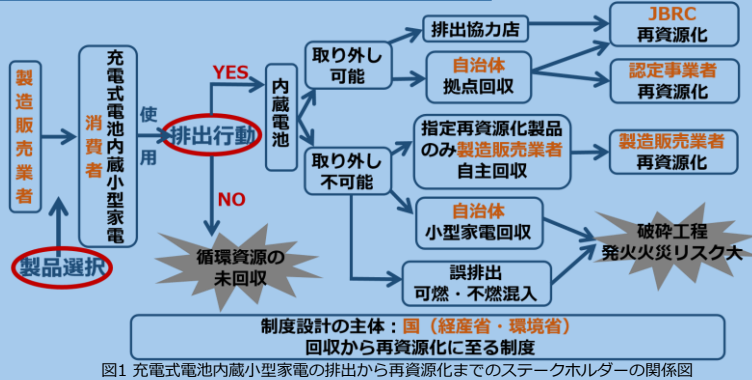 製造販売業者
製品選択
充電式電池内蔵小型家電
消費者
使用
排出行動
YES
NO
循環資源の
未回収
内蔵電池
取り外し
可能
取り外し
不可能
排出協力店
自治体
拠点回収
指定再資源化製品
のみ製造販売業者
自主回収
自治体
小型家電回収
誤排出
可燃・不燃混入
JBRC
再資源化
認定事業者
再資源化
製造販売業者
再資源化
破砕工程
発火火災リスク大
制度設計の主体：国（経産省・環境省）
回収から再資源化に至る制度
図1 充電式電池内蔵小型家電の排出から再資源化までのステークホルダーの関係図